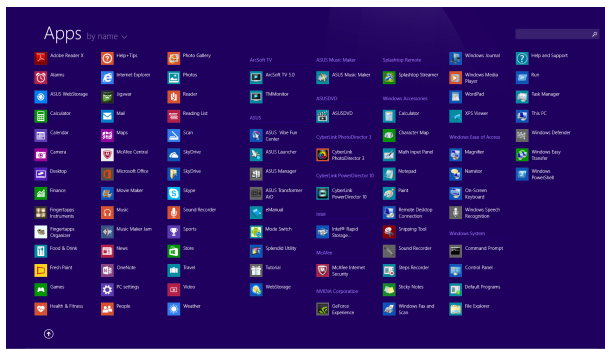 Apps by name
Adobe Reader X
Alarms
ASUS WebStorage
Calculator
Calendar
Camera
Desktop
Finance
Fingertapps
Instruments
Fingertapps
Organizer
Food & Drink
Fresh Paint
Games
Health & Fitness
Help+Tips
Internet Explorer
Jigswar
Mail
Maps
McAfee Central
Microsoft Office
Movie Maker
Music
Music Maker Jam
News
OneNote
PC settings
People
Photo Gallery
Photos
Reader
Reading List
Scan
SkyDrive
SkyDrive
Skype
Sound Recorder
Sports
Store
Travel
Video
Weather
ArcSoft TV
ArcSoft TV 5.0
TMMonitor
ASUS
ASUS Vibe Fun
Center
ASUS Launcher
ASUS Manager
ASUS Transformer
AiO
eManual
Mode Switch
Splendid Utility
Tutorial
WebStorage
ASUS Music Maker
ASUS Music Maker
ASUSDVD
ASUSDVD
CyberLink PhotoDirector 3
CyberLink
PhotoDirector 3
CyberLink PowerDirector 10
CyberLink
PowerDirector 10
Intel
Intel® Rapid
Storage...
McAfee
McAfee Internet
Security
NVIDIA Corporation
GeForce
Experience
Splashtop Remote
Splashtop Streamer
Windows Accessories
Calculator
Character Map
Math Input Panel
Notepad
Paint
Remote Desktop
Connection
Snipping Tool
Sound Recorder
Steps Recorder
Sticky Notes
Windows Fax and
Scan
Windows Journal
Windows Media
Player
WordPad
XPS Viewer
Windows Ease of Access
Magnifier
Narrator
On-Screen
Keyboard
Windows Speech
Recognition
Windows System
Command Prompt
Control Panel
Default Programs
File Explorer
Help and Support
Run
Task Manager
This PC
Windows Defender
Windows Easy
Transfer
Windows
PowerShell